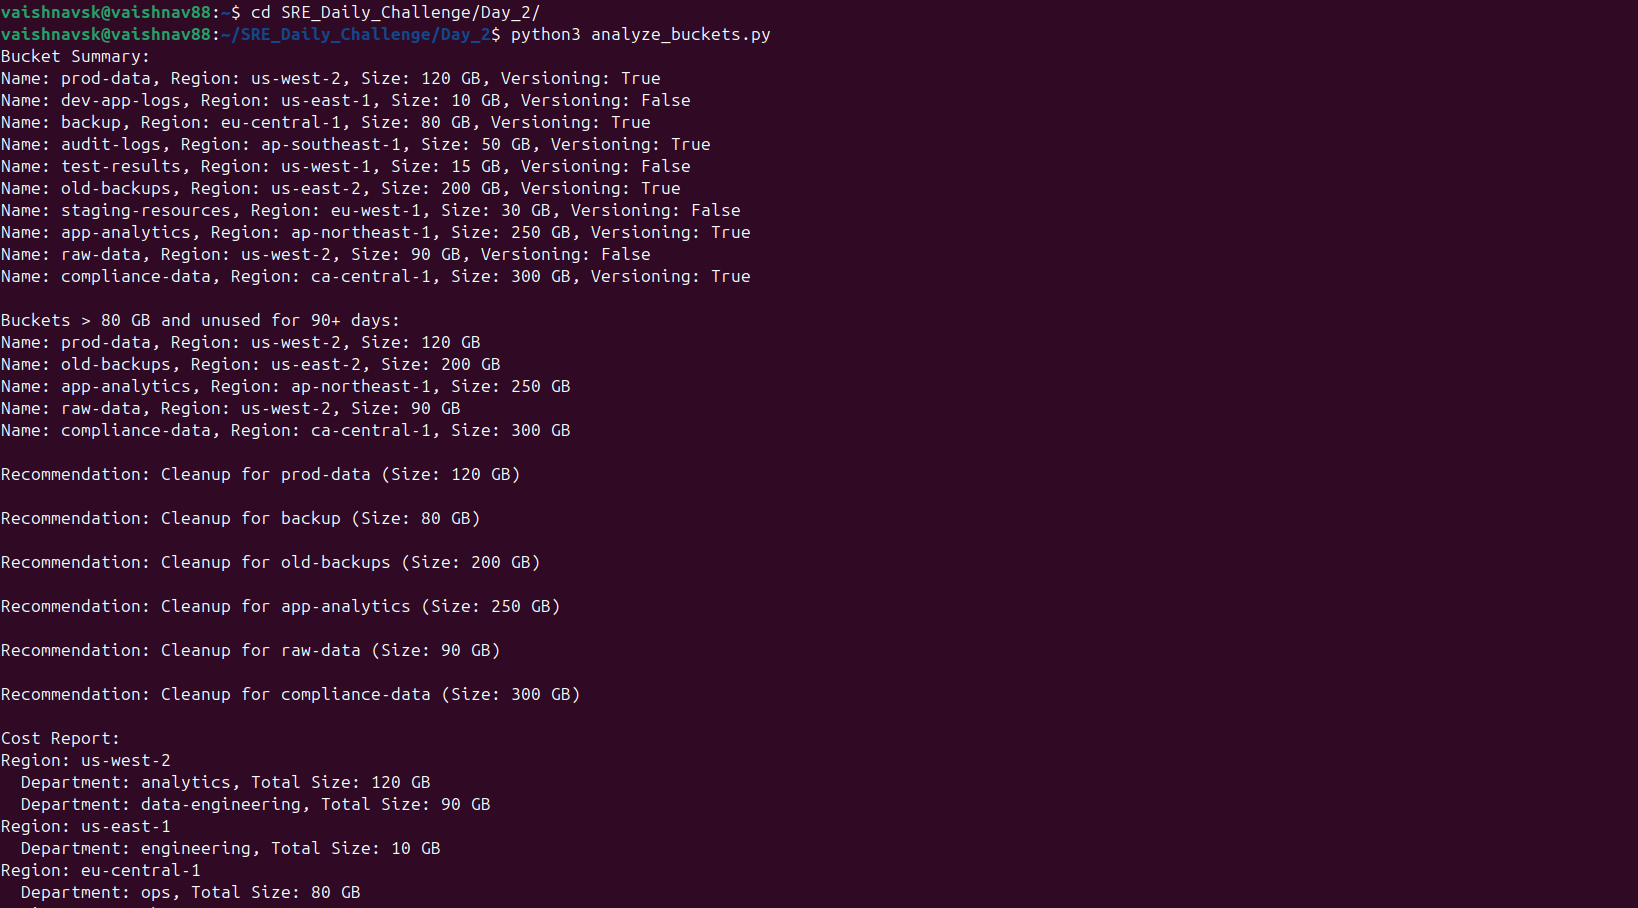 vaishnavsk@vaishnav88:~$ cd SRE_Daily_Challenge/Day_2/
vaishnavsk@vaishnav88:~/SRE_Daily_Challenge/Day_2$ python3 analyze_buckets.py
Bucket Summary:
Name: prod-data, Region: us-west-2, Size: 120 GB, Versioning: True
Name: dev-app-logs, Region: us-east-1, Size: 10 GB, Versioning: False
Name: backup, Region: eu-central-1, Size: 80 GB, Versioning: True
Name: audit-logs, Region: ap-southeast-1, Size: 50 GB, Versioning: True
Name: test-results, Region: us-west-1, Size: 15 GB, Versioning: False
Name: old-backups, Region: us-east-2, Size: 200 GB, Versioning: True
Name: staging-resources, Region: eu-west-1, Size: 30 GB, Versioning: False
Name: app-analytics, Region: ap-northeast-1, Size: 250 GB, Versioning: True
Name: raw-data, Region: us-west-2, Size: 90 GB, Versioning: False
Name: compliance-data, Region: ca-central-1, Size: 300 GB, Versioning: True
Buckets > 80 GB and unused for 90+ days:
Name: prod-data, Region: us-west-2, Size: 120 GB
Name: old-backups, Region: us-east-2, Size: 200 GB
Name: app-analytics, Region: ap-northeast-1, Size: 250 GB
Name: raw-data, Region: us-west-2, Size: 90 GB
Name: compliance-data, Region: ca-central-1, Size: 300 GB
Recommendation: Cleanup for prod-data (Size: 120 GB)
Recommendation: Cleanup for backup (Size: 80 GB)
Recommendation: Cleanup for old-backups (Size: 200 GB)
Recommendation: Cleanup for app-analytics (Size: 250 GB)
Recommendation: Cleanup for raw-data (Size: 90 GB)
Recommendation: Cleanup for compliance-data (Size: 300 GB)
Cost Report:
Region: us-west-2
  Department: analytics, Total Size: 120 GB
  Department: data-engineering, Total Size: 90 GB
Region: us-east-1
  Department: engineering, Total Size: 10 GB
Region: eu-central-1
  Department: ops, Total Size: 80 GB